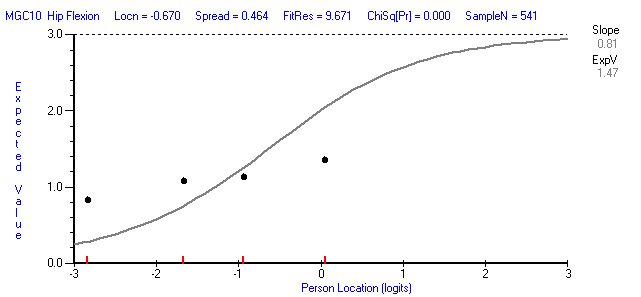 MGC10 Hip Flexion Locn = -0.670 Spread = 0.464 FitRes = 9.671 ChiSq[Pr] = 0.000 SampleN = 541
Slope
0.81
ExpV
1.47
3.0
2.0
1.0
0.0
Expected Value
-3 -2 -1 0 1 2 3
Person Location (logits)